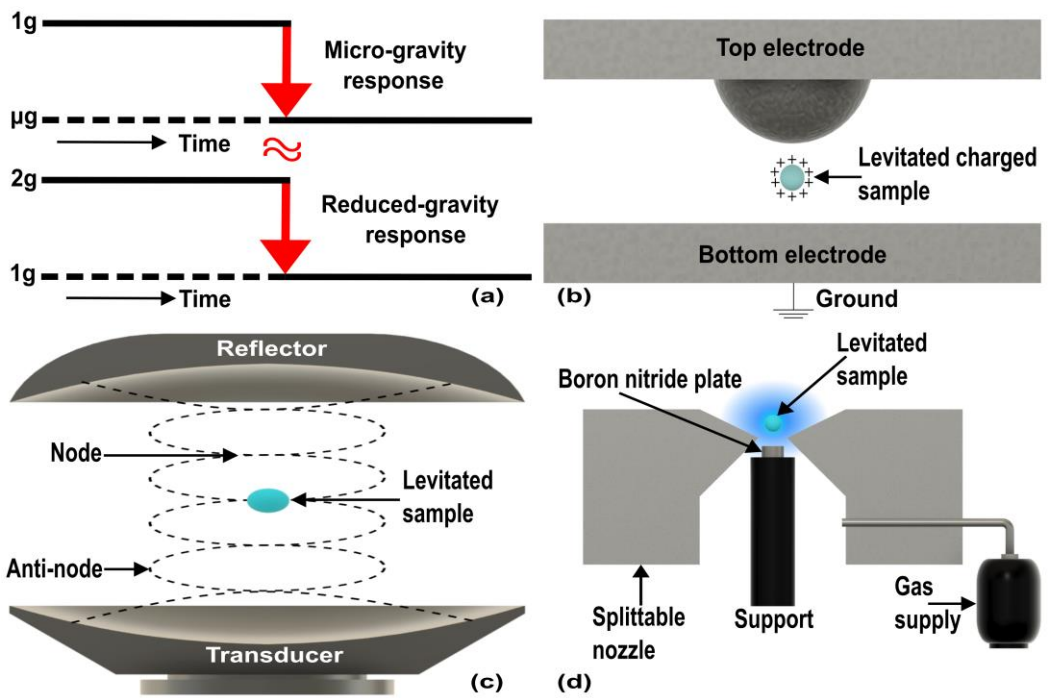 1g
Micro-gravity
response
μg
Time
≈
2g
Reduced-gravity
response
1g
Time
(a)
Top electrode
+ + + + + + + + + + + +
Levitated charged
sample
Bottom electrode
(b)
Ground
Reflector
Node
Levitated
sample
Anti-node
Transducer
(c)
Levitated
sample
Boron nitride plate
Splittable
nozzle
Support
Gas
supply
(d)